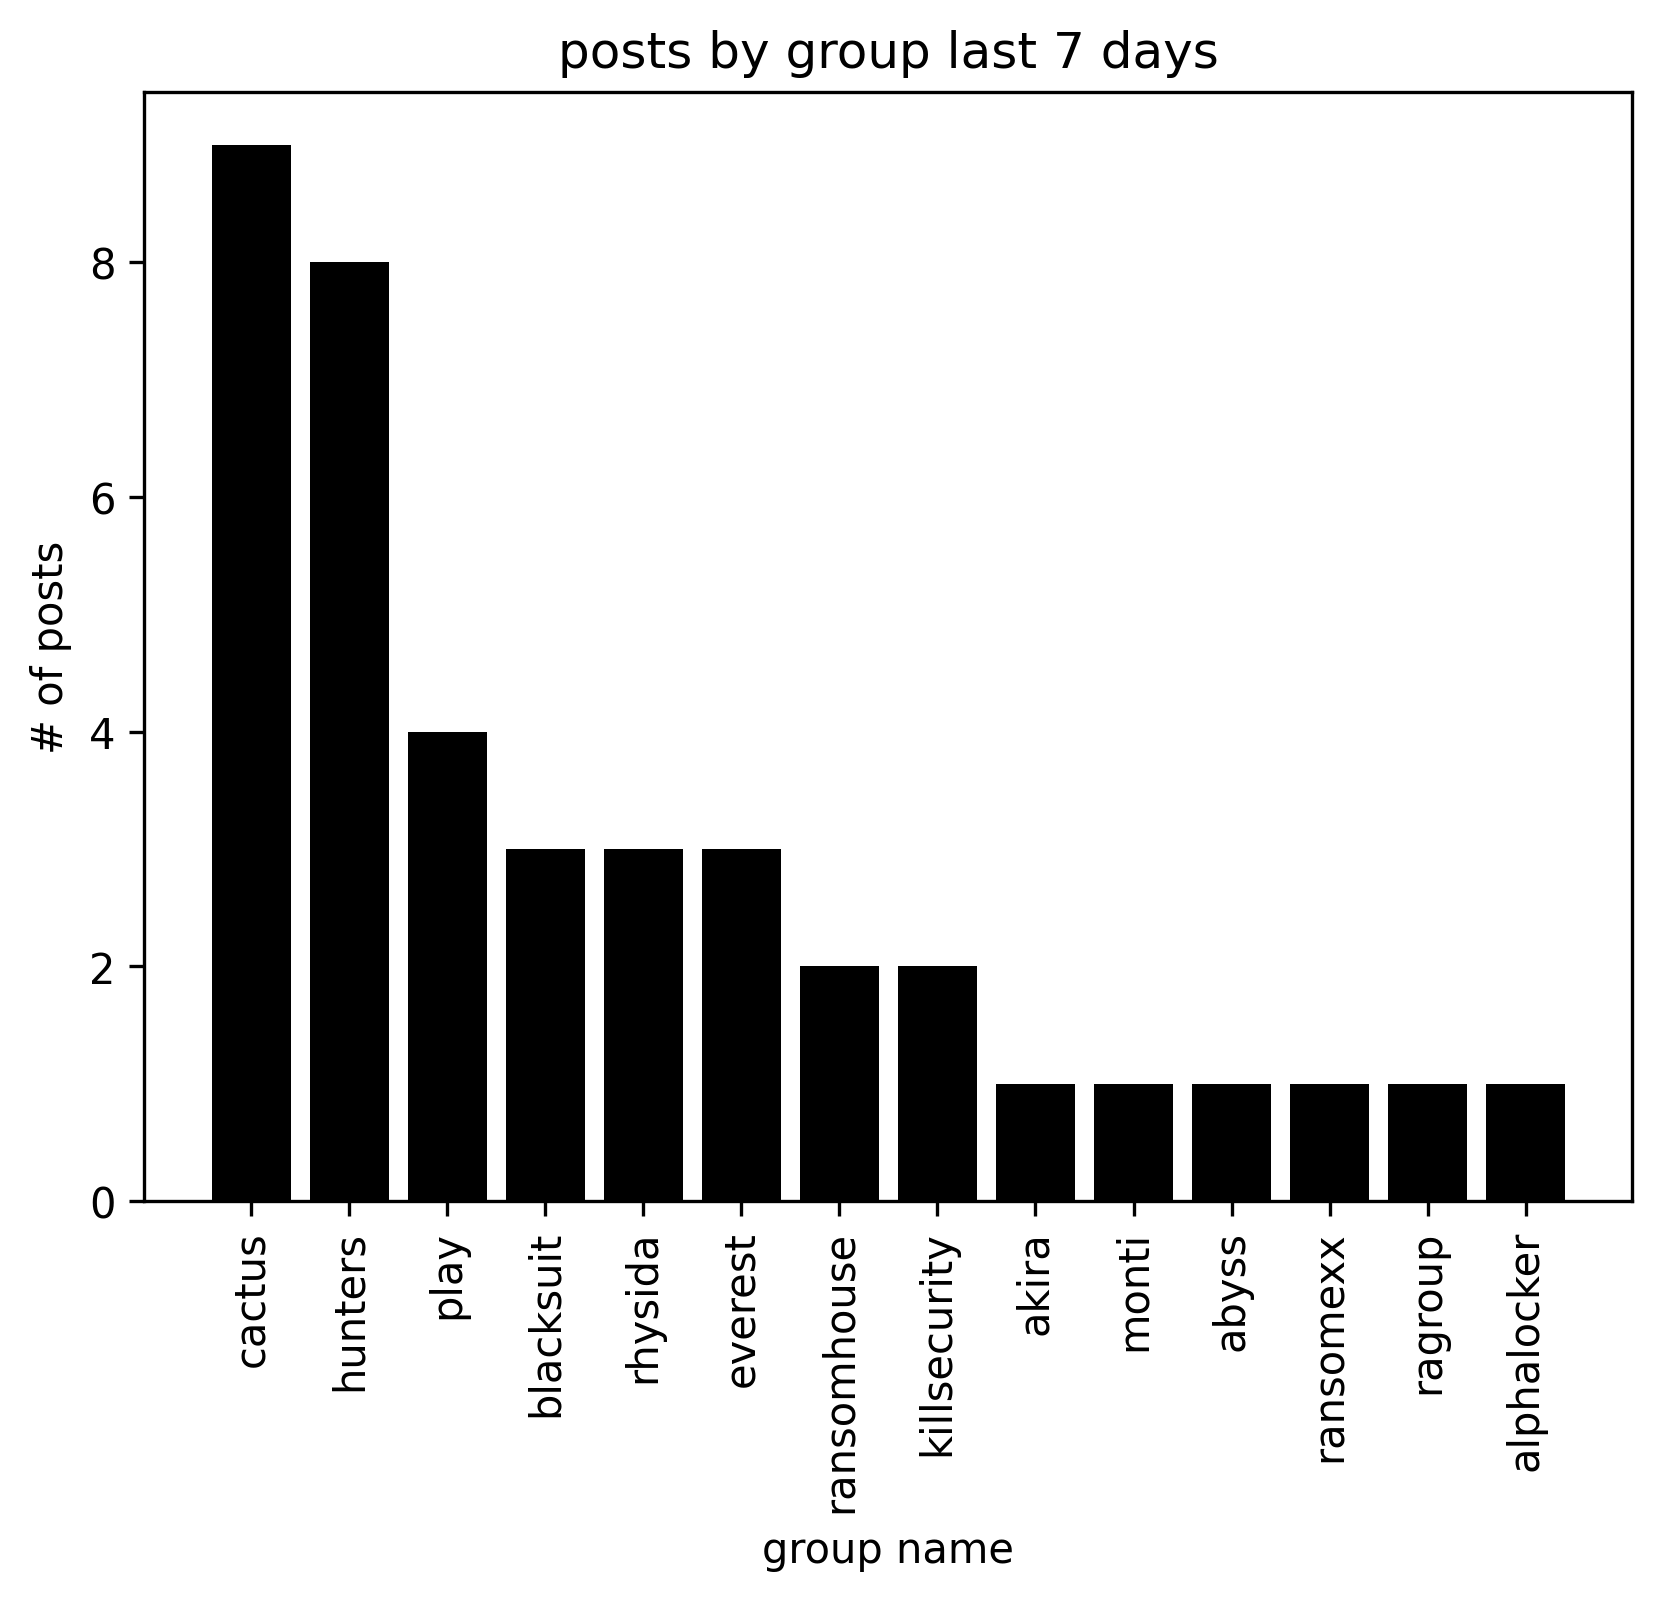 posts by group last 7 days
# of posts
8
6
4
2
0
cactus
hunters
play
blacksuit
rhysida
everest
ransomhouse
killsecurity
akira
monti
abyss
ransomexx
ragroup
alphalocker
group name